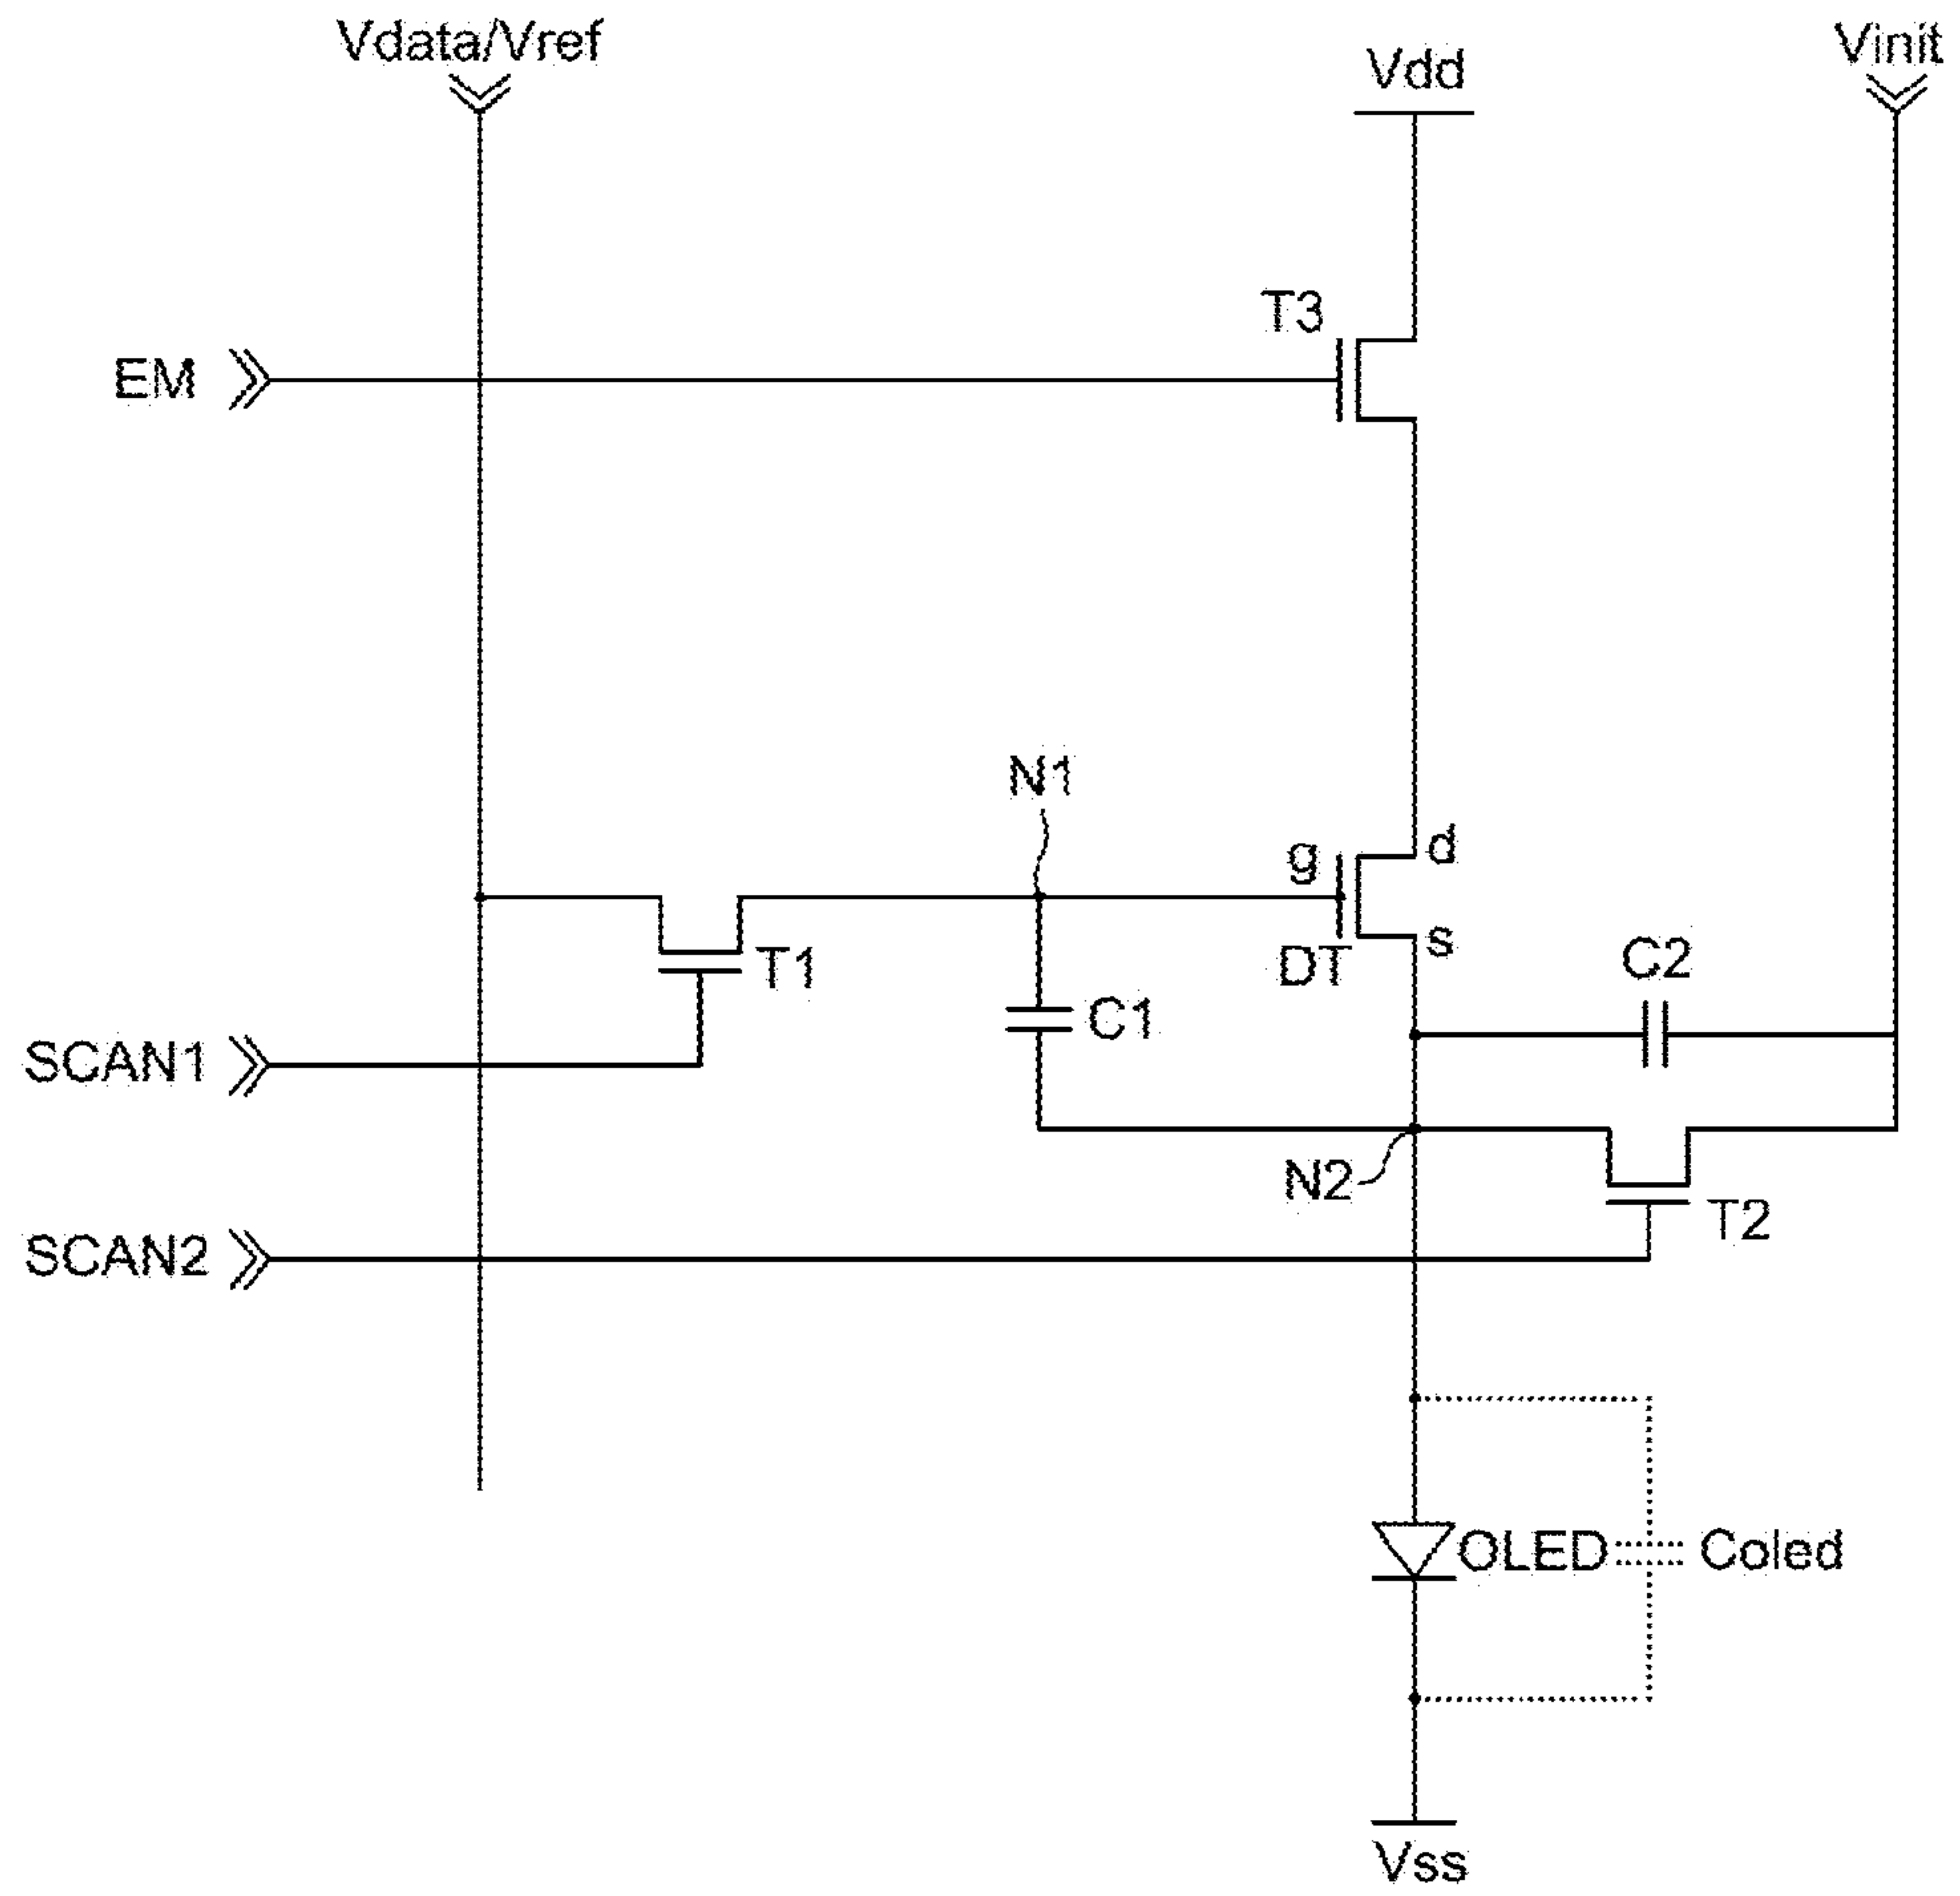 Vdata/Vref
Vdd
Vinit
T3
EM
N1
g
d
DT
s
T1
C1
C2
SCAN1
N2
T2
SCAN2
OLED
Coled
Vss